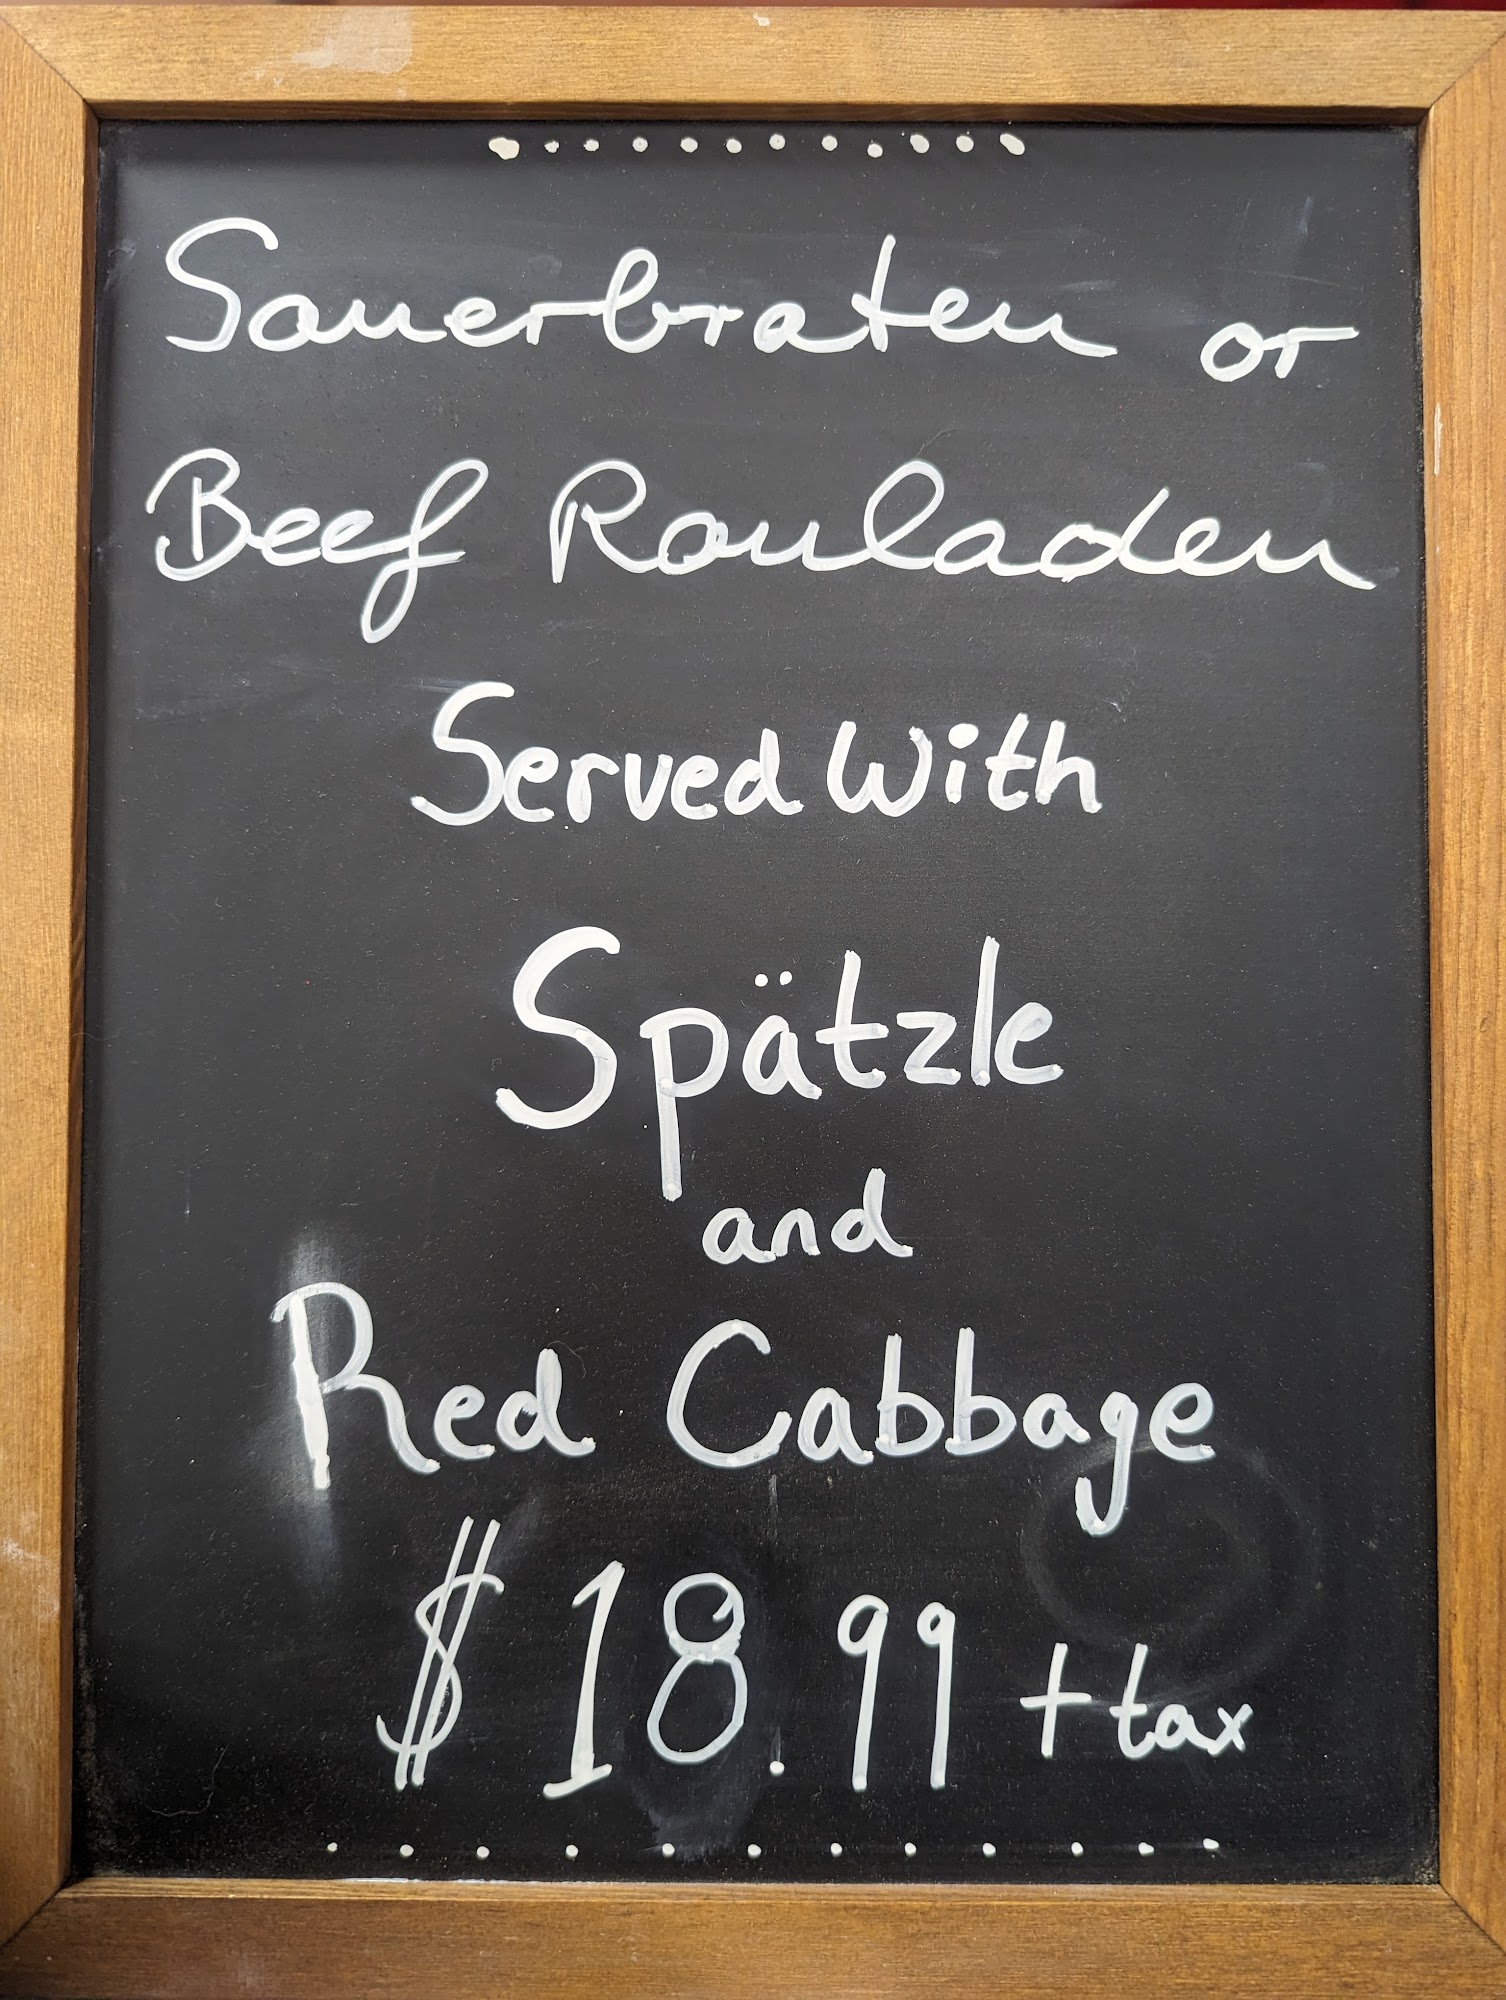 Sauerbraten or
Beef Rouladen
Served With
Spätzle
and
Red Cabbage
$18.99 + tax